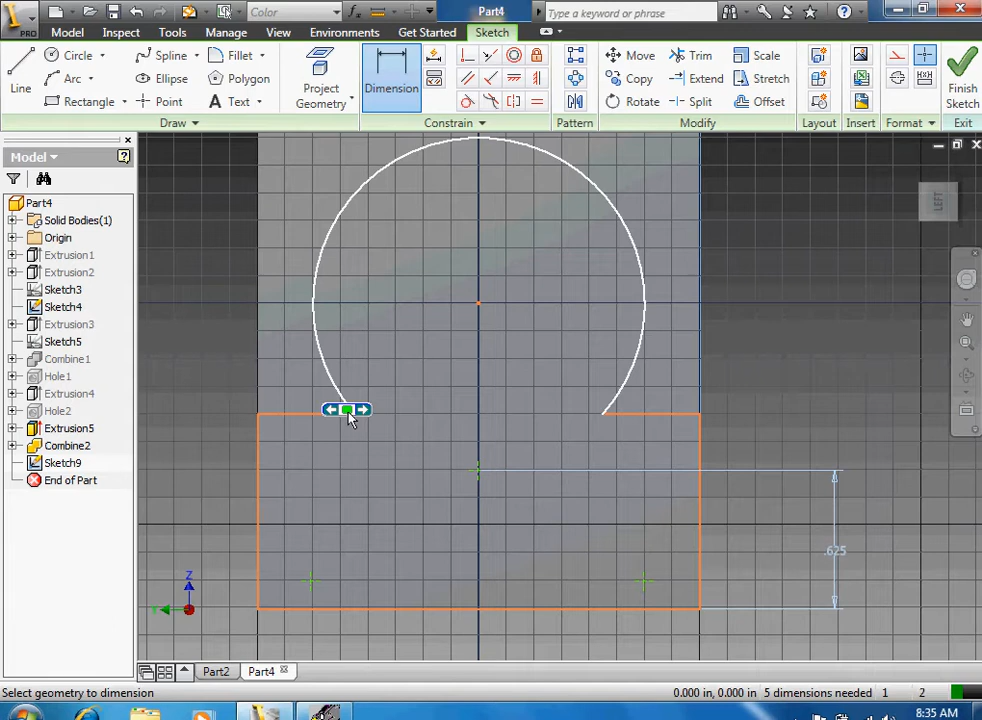 PRO
Color
Part4
Type a keyword or phrase
Model Inspect Tools Manage View Environments Get Started Sketch
Line
Circle
Arc
Rectangle
Spline
Ellipse
Point
Fillet
Polygon
Text
Project
Geometry
Dimension
Move
Copy
Rotate
Trim
Extend
Split
Scale
Stretch
Offset
Finish
Sketch
Draw Constrain Pattern Modify Layout Insert Format Exit
Model
Part4
Solid Bodies(1)
Origin
Extrusion1
Extrusion2
Sketch3
Sketch4
Extrusion3
Sketch5
Combine1
Hole1
Extrusion4
Hole2
Extrusion5
Combine2
Sketch9
End of Part
LEFT
.625
Z
Y
Part2 Part4
Select geometry to dimension
0.000 in, 0.000 in 5 dimensions needed 1 2
8:35 AM